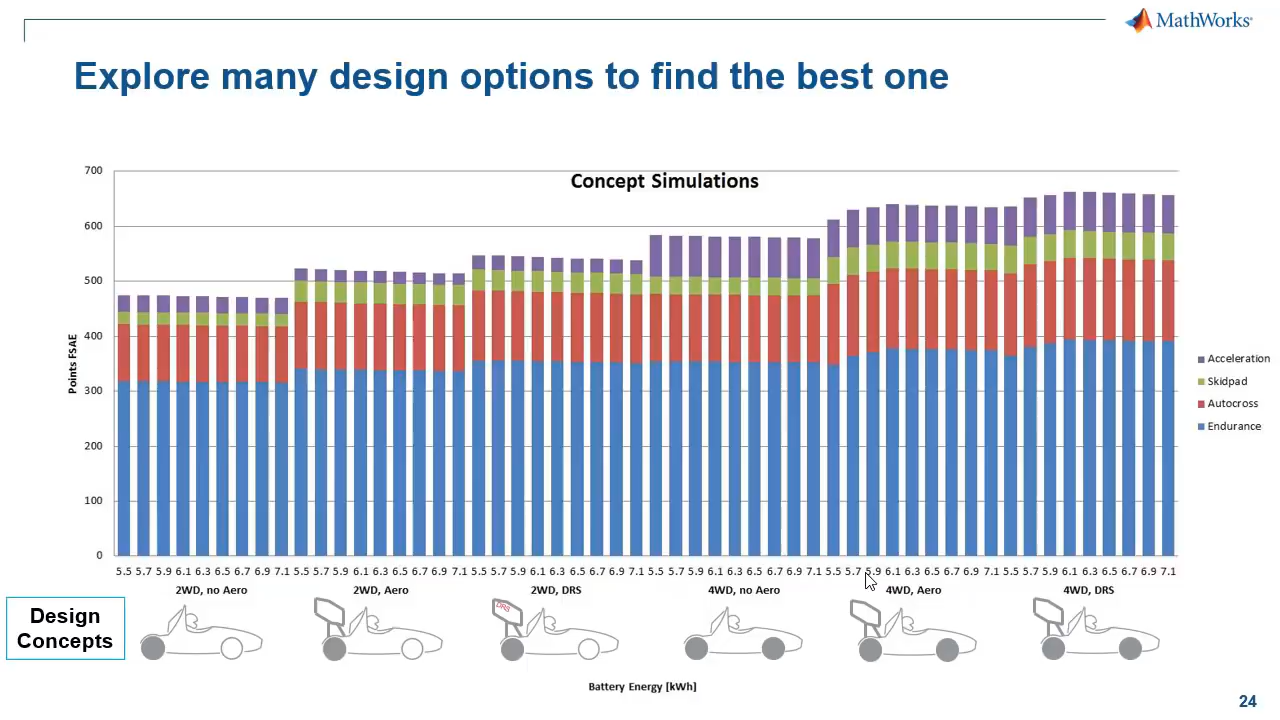 MathWorks®
Explore many design options to find the best one
Concept Simulations
Points FSAE
700
600
500
400
300
200
100
0
Acceleration
Skidpad
Autocross
Endurance
5.5 5.7 5.9 6.1 6.3 6.5 6.7 6.9 7.1 5.5 5.7 5.9 6.1 6.3 6.5 6.7 6.9 7.1 5.5 5.7 5.9 6.1 6.3 6.5 6.7 6.9 7.1 5.5 5.7 5.9 6.1 6.3 6.5 6.7 6.9 7.1 5.5 5.7 5.9 6.1 6.3 6.5 6.7 6.9 7.1 5.5 5.7 5.9 6.1 6.3 6.5 6.7 6.9 7.1
2WD, no Aero 2WD, Aero 2WD, DRS 4WD, no Aero 4WD, Aero 4WD, DRS
DRS
Design
Concepts
Battery Energy [kWh]
24